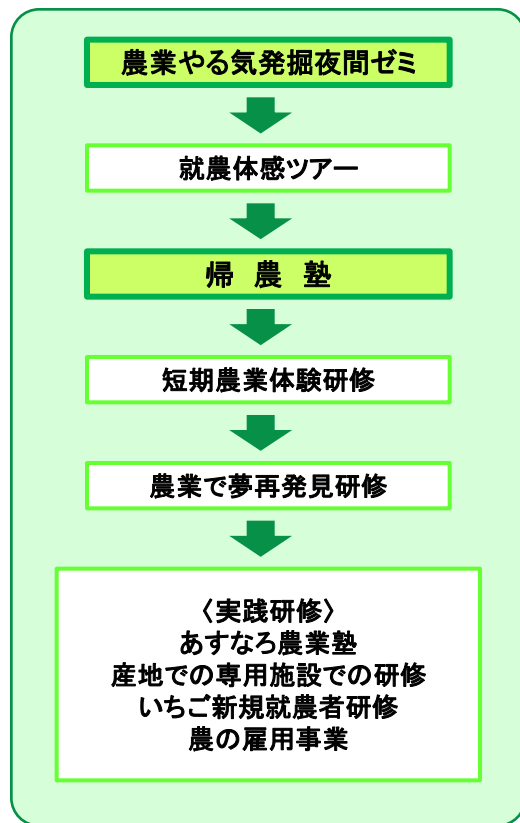 農業やる気発掘夜間ゼミ
就農体感ツアー
帰 農 塾
短期農業体験研修
農業で夢再発見研修
〈実践研修〉
あすなろ農業塾
産地での専用施設での研修
いちご新規就農者研修
農の雇用事業